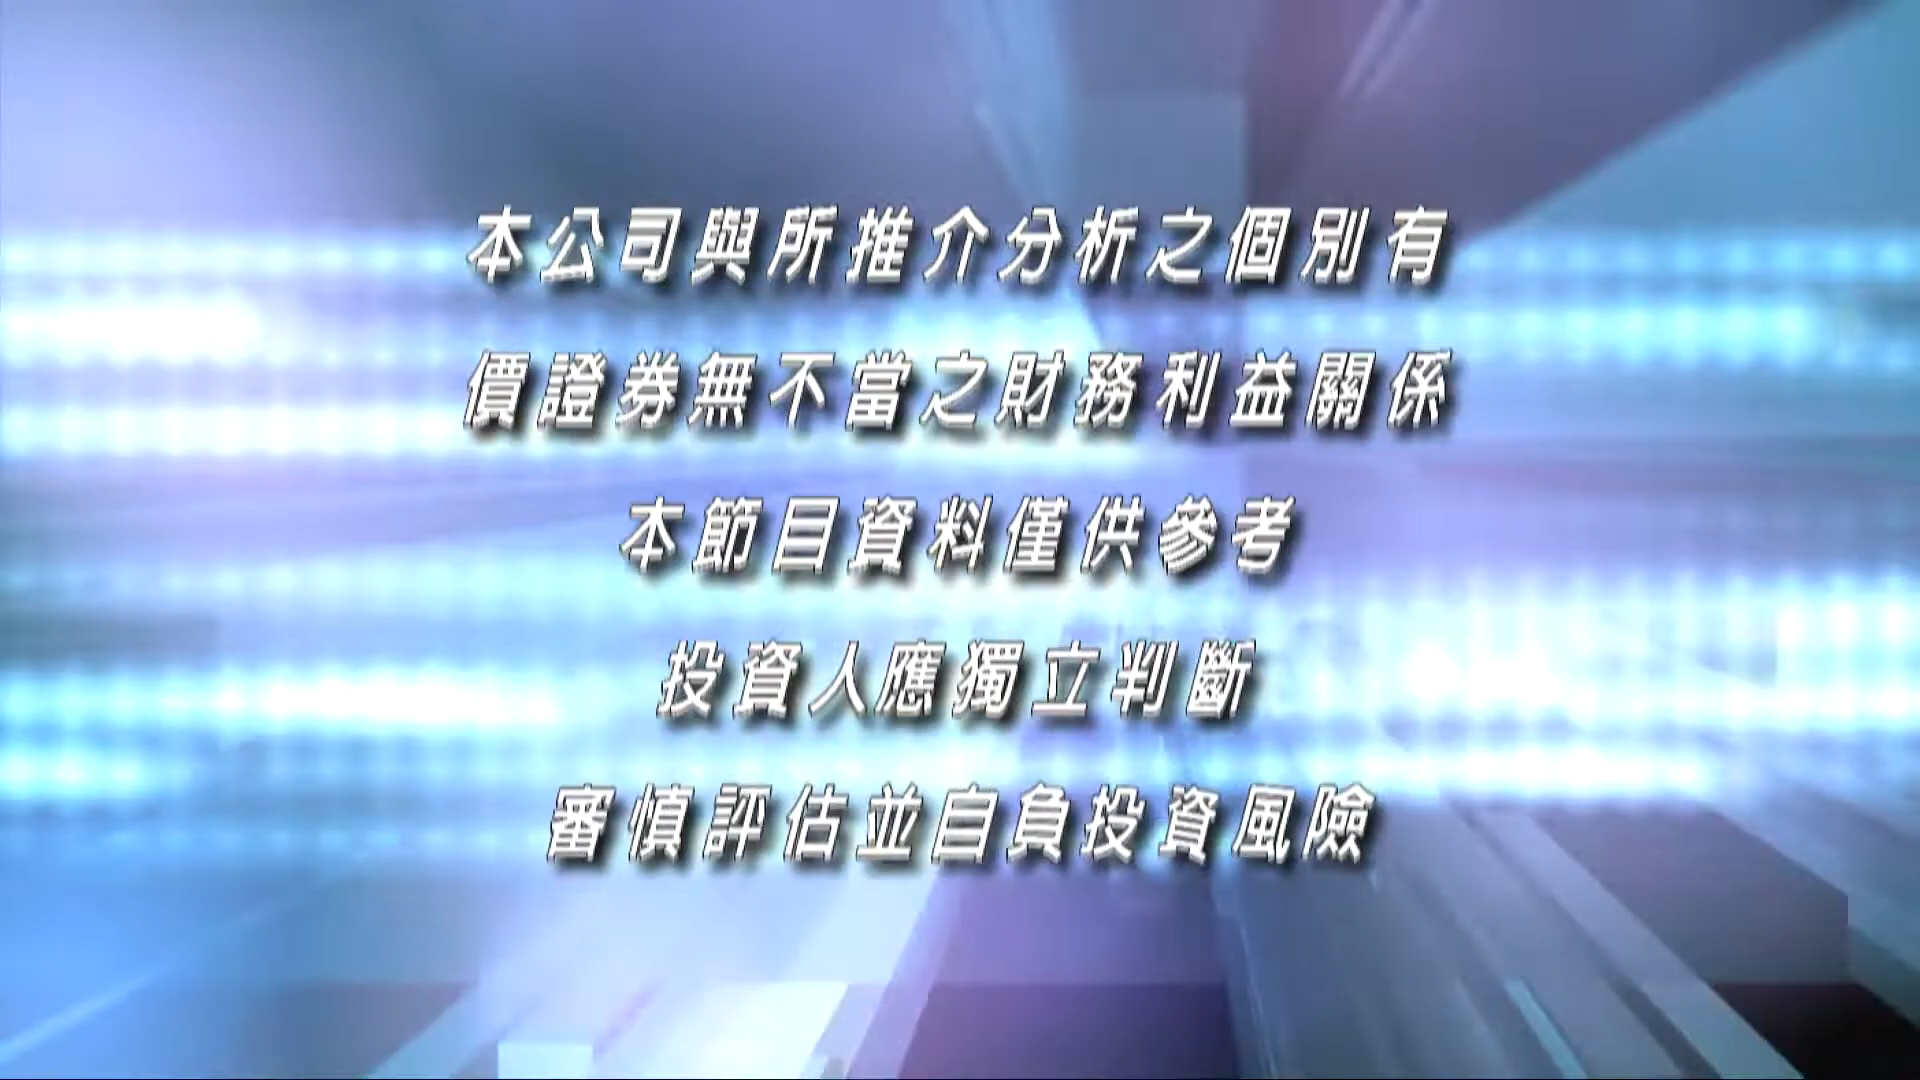 本公司與所推介分析之個別有
價證券無不當之財務利益關係
本節目資料僅供參考
投資人應獨立判斷
審慎評估並自負投資風險